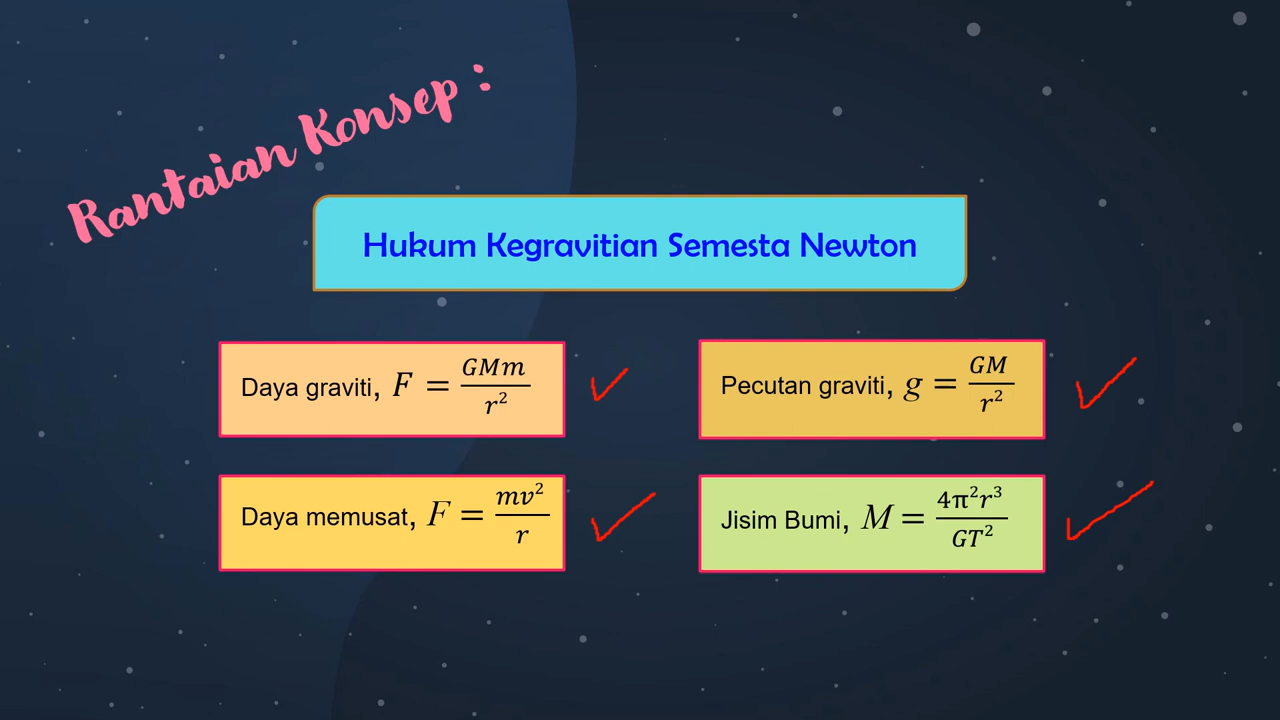 Rantaian Konsep :
Hukum Kegravitian Semesta Newton
Daya graviti, F = GMm/r²
Pecutan graviti, g = GM/r²
Daya memusat, F = mv²/r
Jisim Bumi, M = 4π²r³/GT²